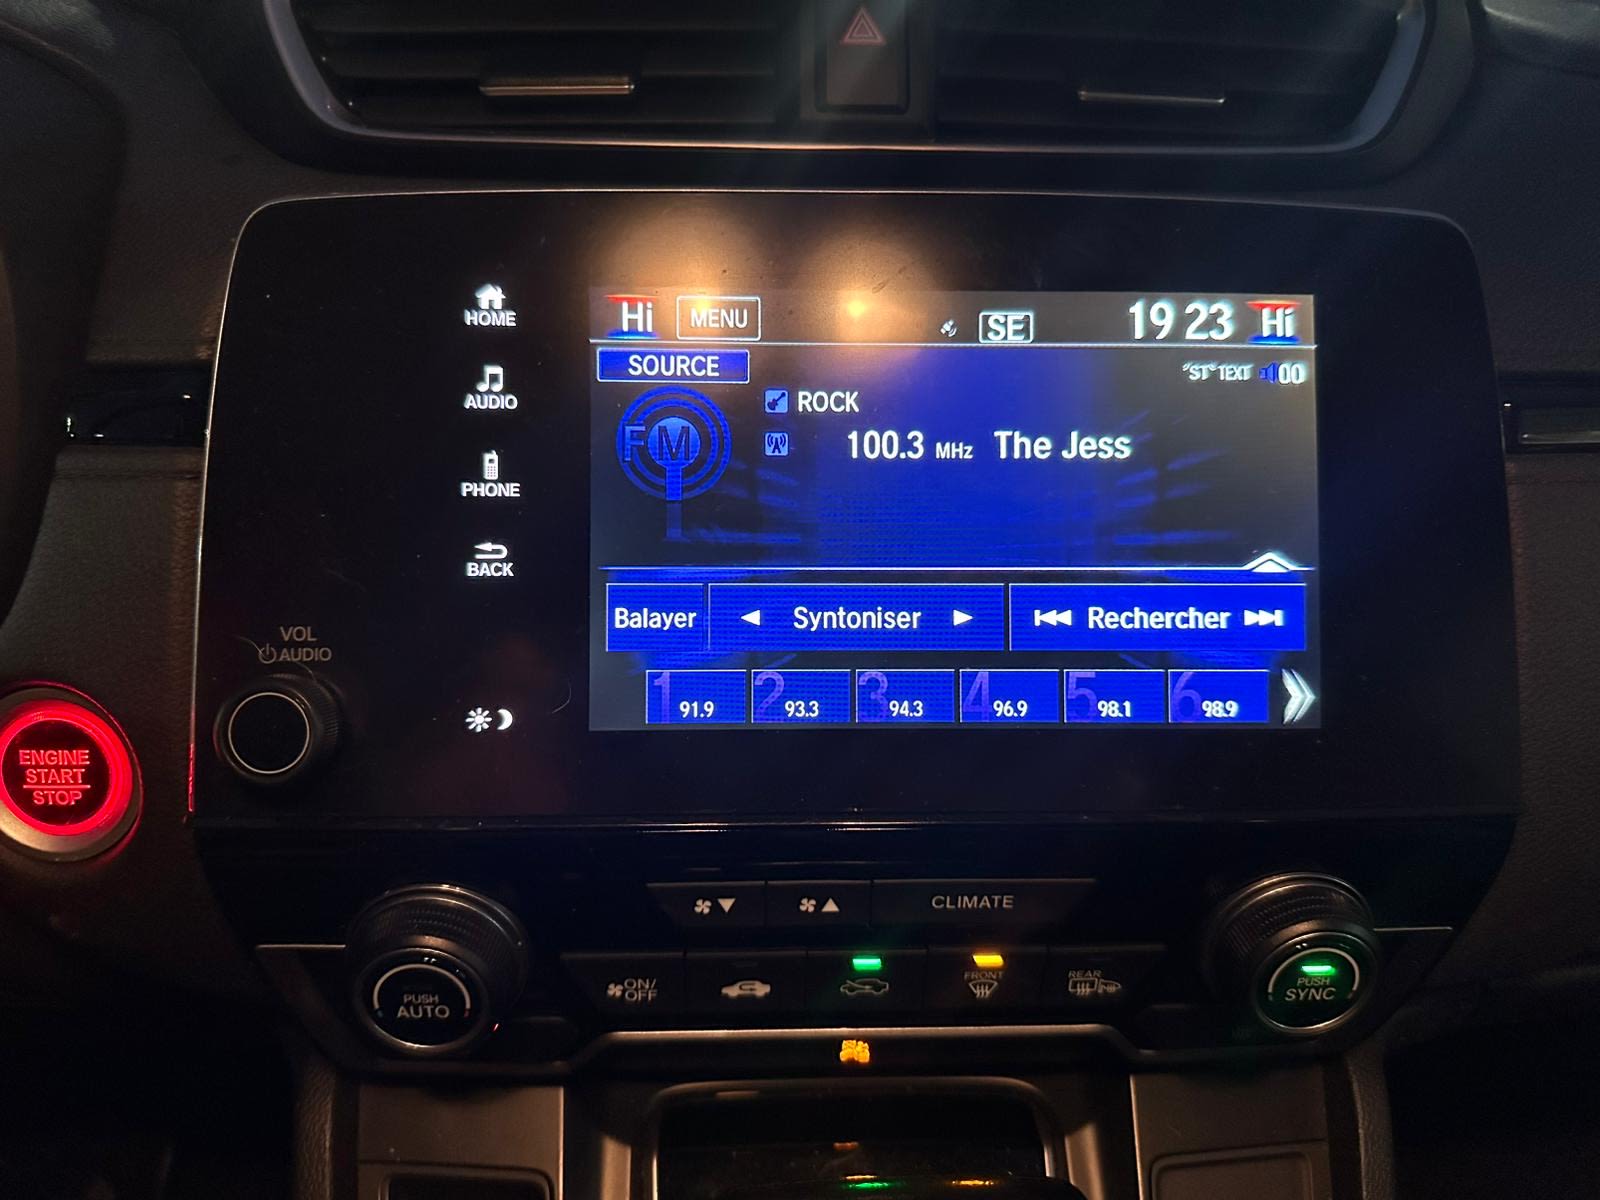 HOME
AUDIO
PHONE
BACK
VOL
AUDIO
ENGINE
START
STOP
Hi MENU SE 19 23 Hi
SOURCE "ST" TEXT 00
ROCK
FM 100.3 MHz The Jess
Balayer Syntoniser Rechercher
1 91.9 2 93.3 3 94.3 4 96.9 5 98.1 6 98.9
CLIMATE
PUSH
AUTO
ON/
OFF
FRONT
REAR
PUSH
SYNC